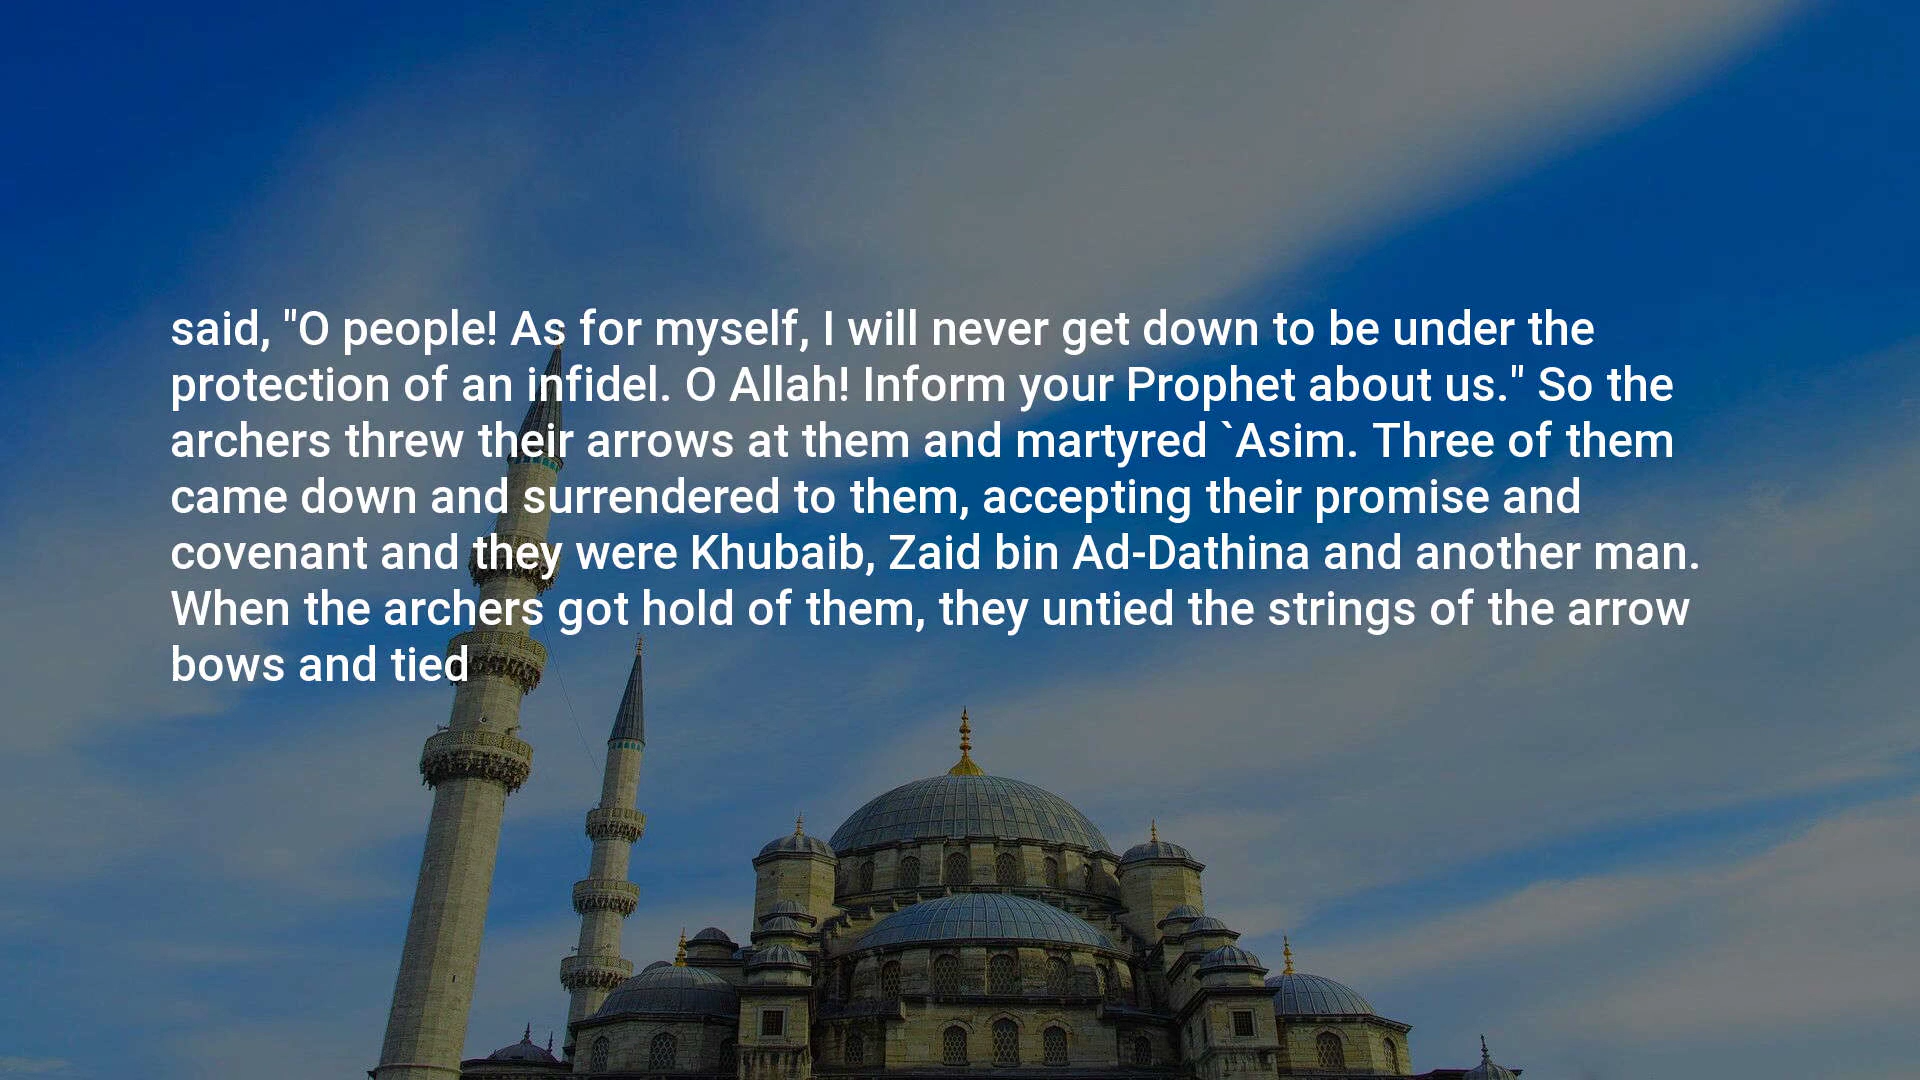 said, "O people! As for myself, I will never get down to be under the
protection of an infidel. O Allah! Inform your Prophet about us." So the
archers threw their arrows at them and martyred `Asim. Three of them
came down and surrendered to them, accepting their promise and
covenant and they were Khubaib, Zaid bin Ad-Dathina and another man.
When the archers got hold of them, they untied the strings of the arrow
bows and tied